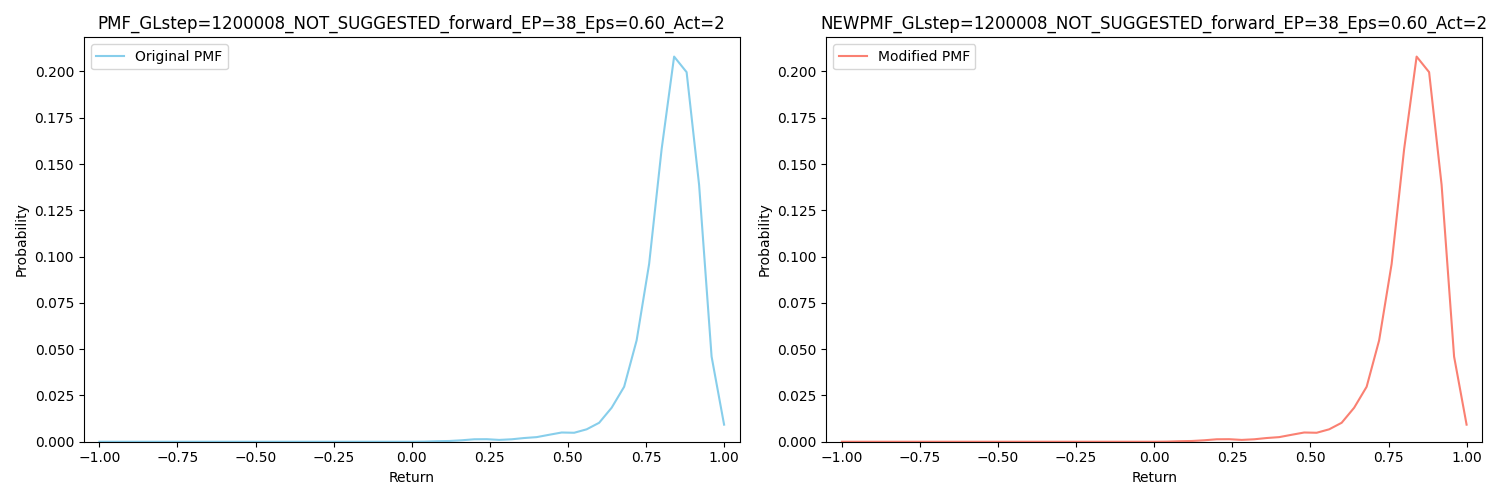 PMF_GLstep=1200008_NOT_SUGGESTED_forward_EP=38_Eps=0.60_Act=2
Original PMF
Probability
0.200
0.175
0.150
0.125
0.100
0.075
0.050
0.025
0.000
−1.00 −0.75 −0.50 −0.25 0.00 0.25 0.50 0.75 1.00
Return
NEWPMF_GLstep=1200008_NOT_SUGGESTED_forward_EP=38_Eps=0.60_Act=2
Modified PMF
Probability
0.200
0.175
0.150
0.125
0.100
0.075
0.050
0.025
0.000
−1.00 −0.75 −0.50 −0.25 0.00 0.25 0.50 0.75 1.00
Return